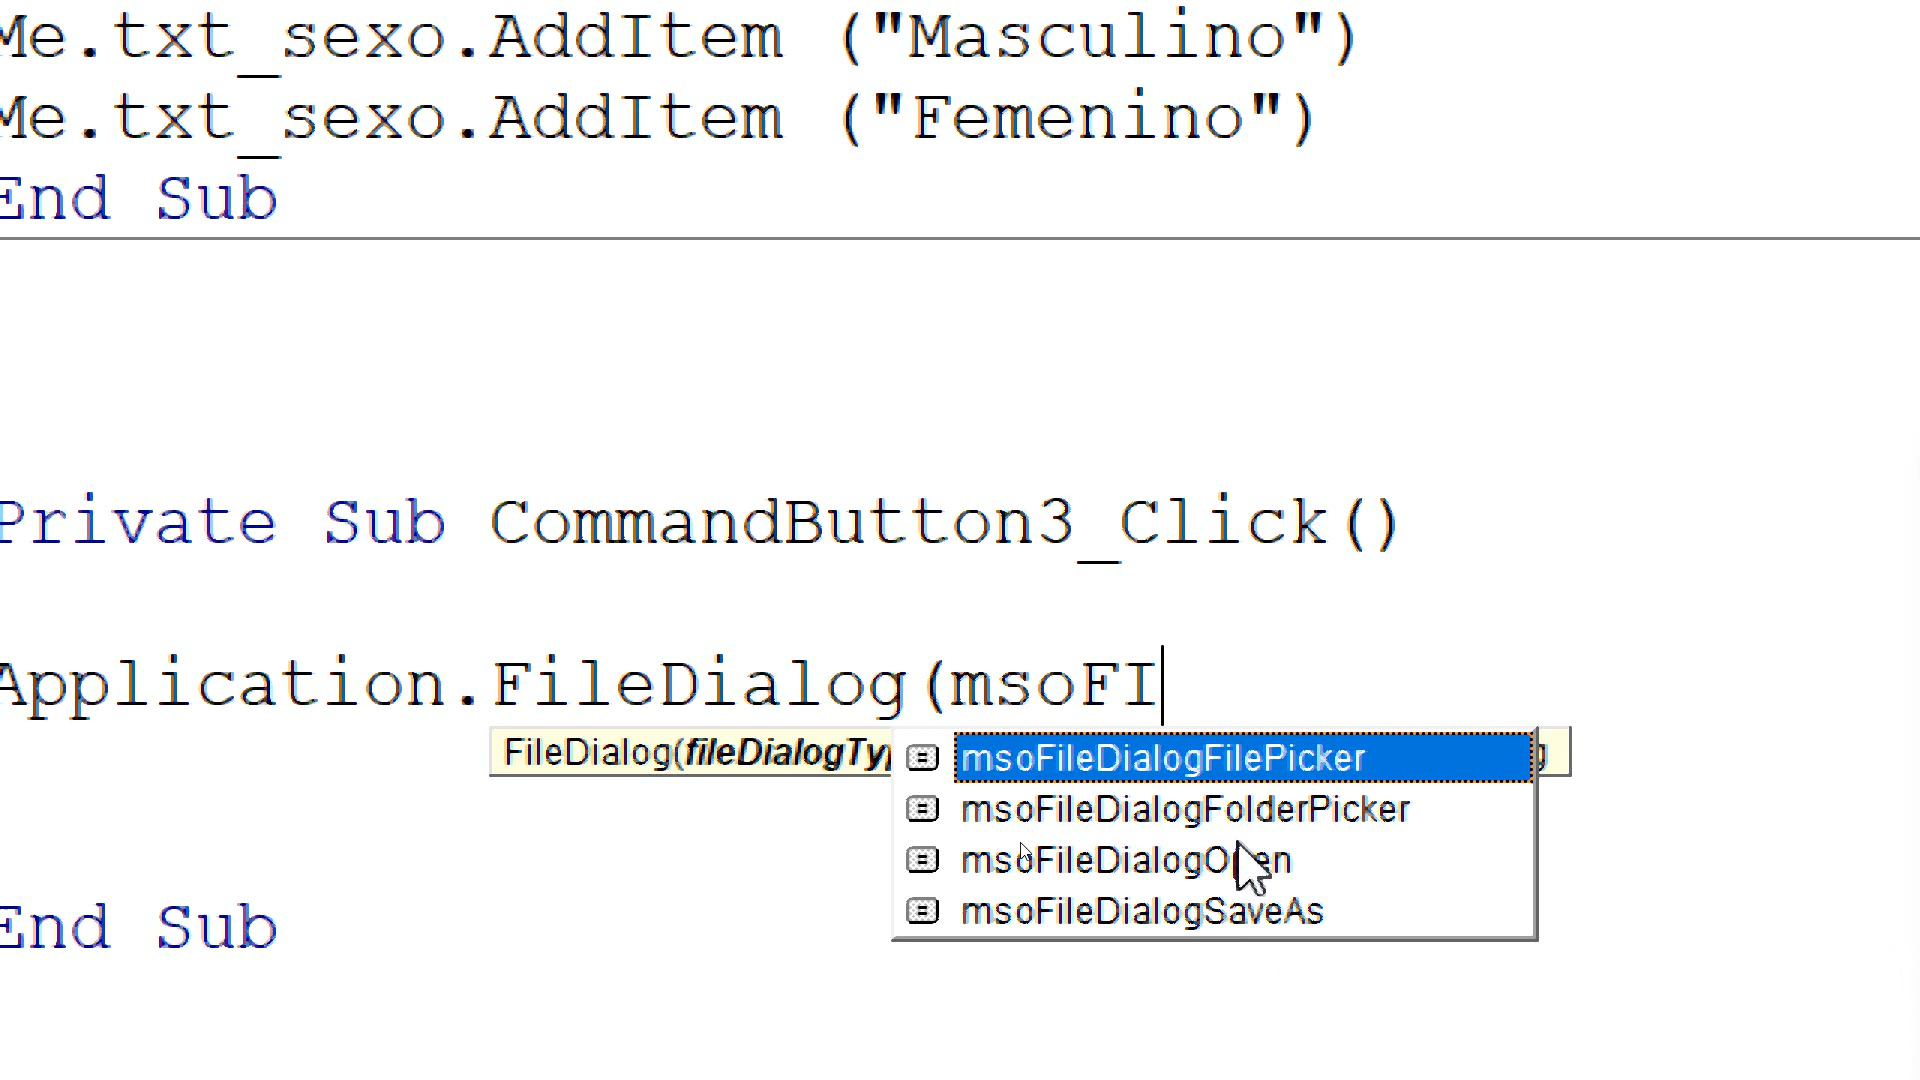 Me.txt_sexo.AddItem ("Masculino")
Me.txt_sexo.AddItem ("Femenino")
End Sub
Private Sub CommandButton3_Click()
Application.FileDialog(msoFI
FileDialog(fileDialogTyp
msoFileDialogFilePicker
msoFileDialogFolderPicker
msoFileDialogOpen
msoFileDialogSaveAs
End Sub